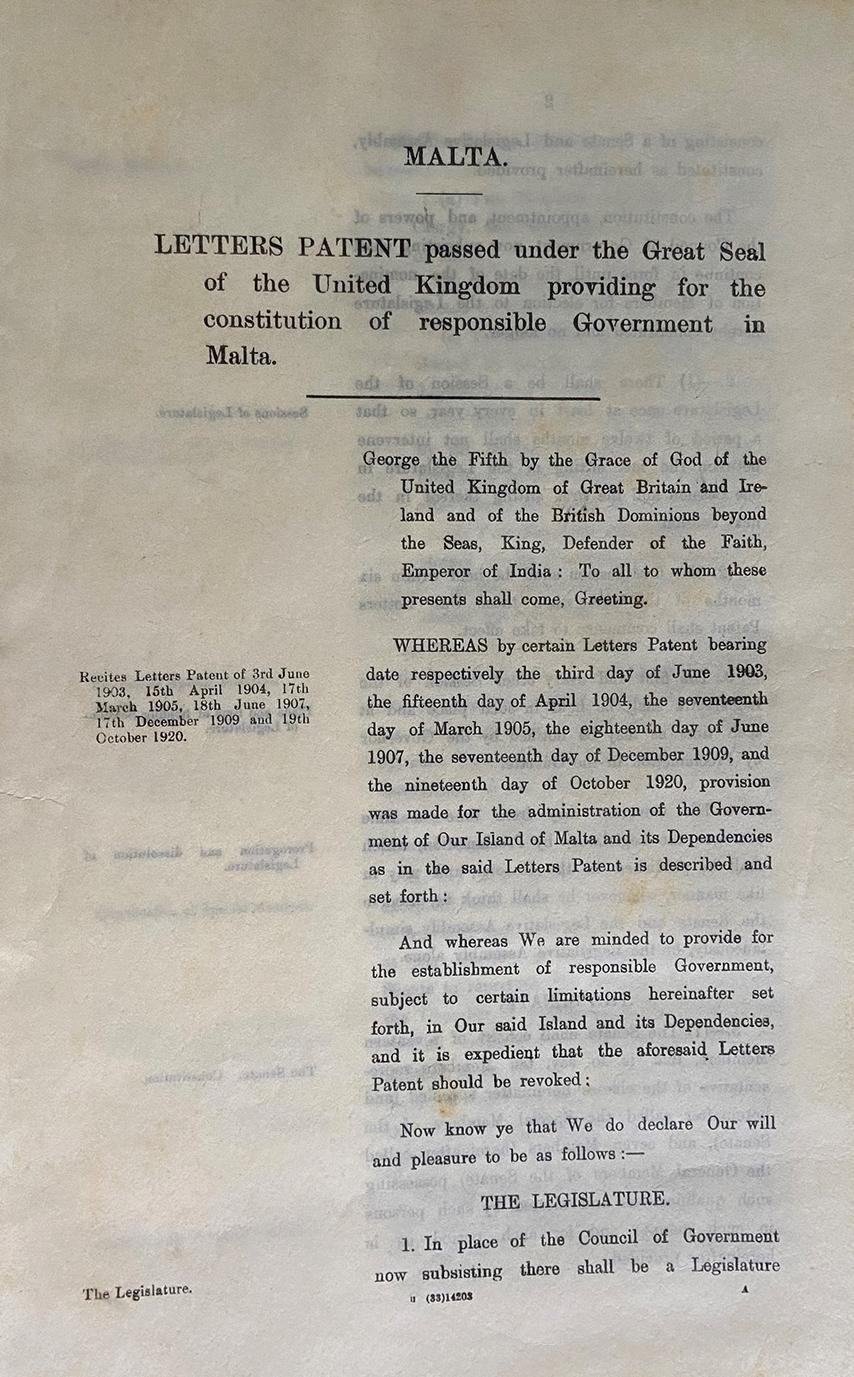 MALTA.
LETTERS PATENT passed under the Great Seal
of the United Kingdom providing for the
constitution of responsible Government in
Malta.
George the Fifth by the Grace of God of the
United Kingdom of Great Britain and Ire-
land and of the British Dominions beyond
the Seas, King, Defender of the Faith,
Emperor of India : To all to whom these
presents shall come, Greeting.
Recites Letters Patent of 3rd June
1903, 15th April 1904, 17th
March 1905, 18th June 1907,
17th December 1909 and 19th
October 1920.
WHEREAS by certain Letters Patent bearing
date respectively the third day of June 1903,
the fifteenth day of April 1904, the seventeenth
day of March 1905, the eighteenth day of June
1907, the seventeenth day of December 1909, and
the nineteenth day of October 1920, provision
was made for the administration of the Govern-
ment of Our Island of Malta and its Dependencies
as in the said Letters Patent is described and
set forth :
And whereas We are minded to provide for
the establishment of responsible Government,
subject to certain limitations hereinafter set
forth, in Our said Island and its Dependencies,
and it is expedient that the aforesaid Letters
Patent should be revoked :
Now know ye that We do declare Our will
and pleasure to be as follows :—
THE LEGISLATURE.
The Legislature.
1. In place of the Council of Government
now subsisting there shall be a Legislature
(33)14203
A